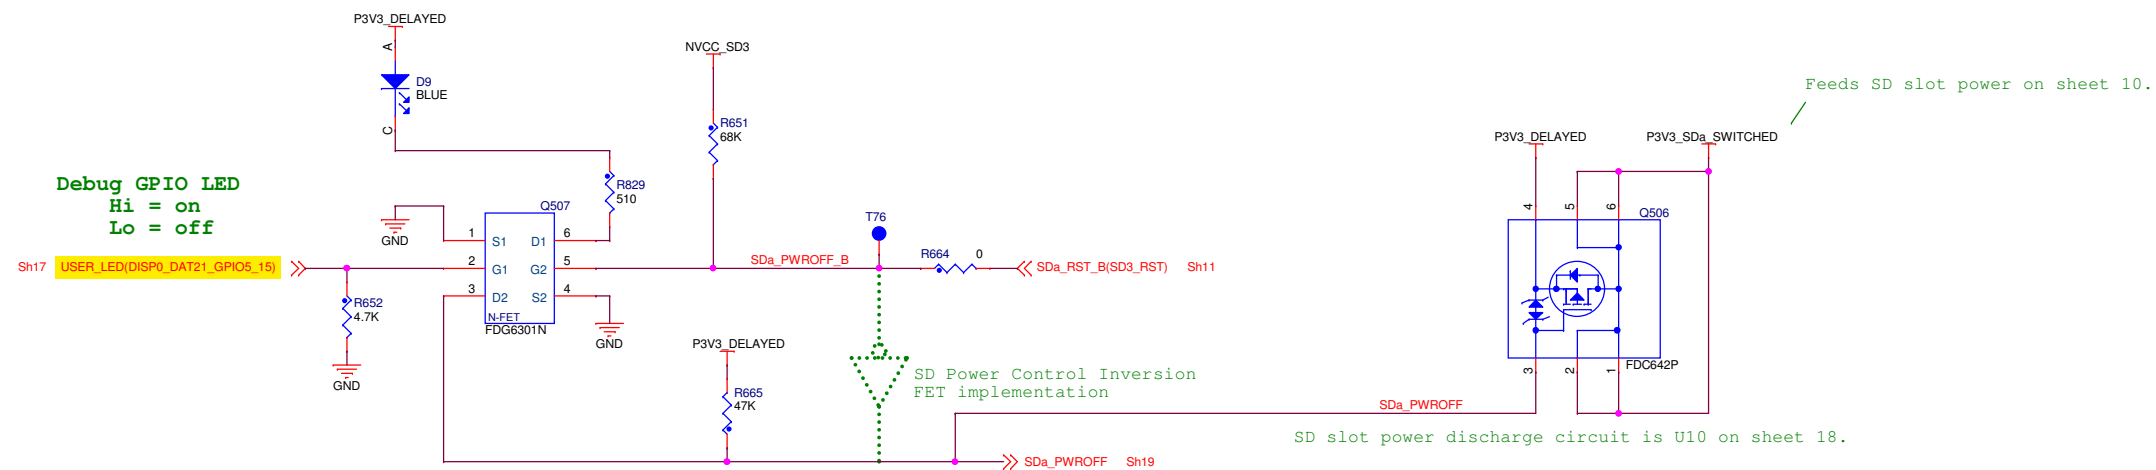 P3V3_DELAYED
A
D9
BLUE
C
NVCC_SD3
R651
68K
Feeds SD slot power on sheet 10.
P3V3_DELAYED
P3V3_SDa_SWITCHED
Debug GPIO LED
Hi = on
Lo = off
R829
510
Q507
GND
1
S1
D1
6
Sh17
USER_LED(DISP0_DAT21_GPIO5_15)
2
G1
G2
5
3
D2
S2
4
N-FET
FDG6301N
R652
4.7K
GND
GND
SDa_PWROFF_B
T76
R664
0
SDa_RST_B(SD3_RST)
Sh11
4
5
6
Q506
3
2
1
FDC642P
P3V3_DELAYED
R665
47K
SD Power Control Inversion
FET implementation
SDa_PWROFF
SD slot power discharge circuit is U10 on sheet 18.
SDa_PWROFF
Sh19